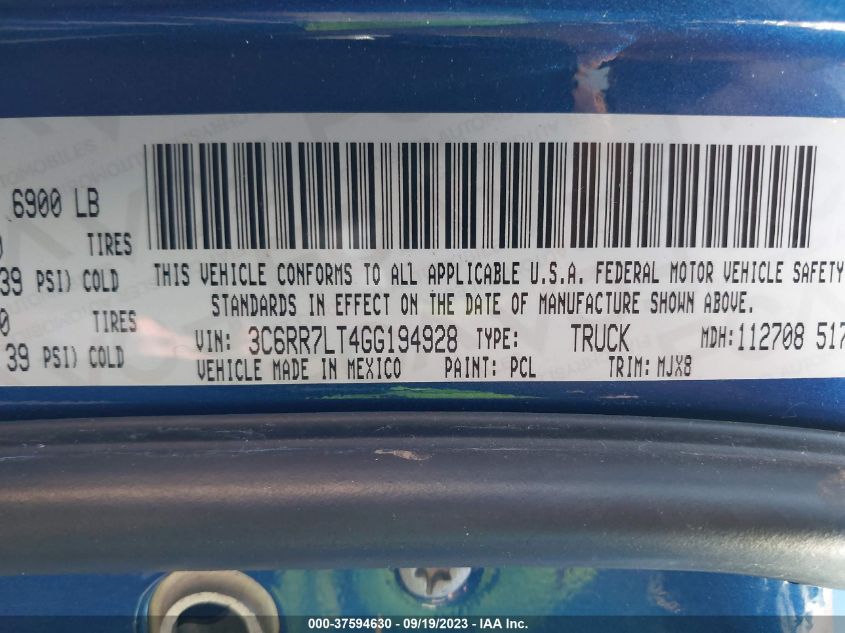 6900 LB
TIRES
39 PSI) COLD
TIRES
39 PSI) COLD
THIS VEHICLE CONFORMS TO ALL APPLICABLE U.S.A. FEDERAL MOTOR VEHICLE SAFETY
STANDARDS IN EFFECT ON THE DATE OF MANUFACTURE SHOWN ABOVE.
VIN: 3C6RR7LT4GG194928 TYPE: TRUCK MDH:112708 517
VEHICLE MADE IN MEXICO PAINT: PCL TRIM: MJX8
000-37594630 - 09/19/2023 - IAA Inc.